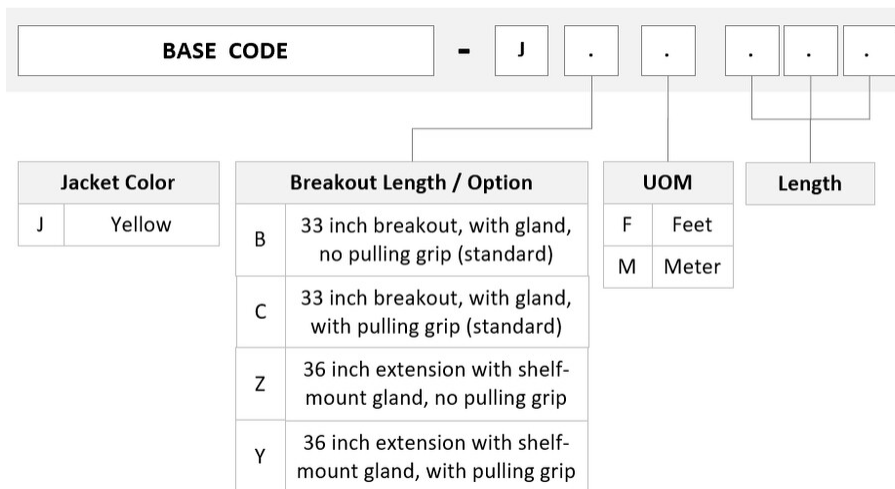 BASE CODE - J . . . . .
Jacket Color
J Yellow
Breakout Length / Option
B 33 inch breakout, with gland,
no pulling grip (standard)
C 33 inch breakout, with gland,
with pulling grip (standard)
Z 36 inch extension with shelf-
mount gland, no pulling grip
Y 36 inch extension with shelf-
mount gland, with pulling grip
UOM
F Feet
M Meter
Length